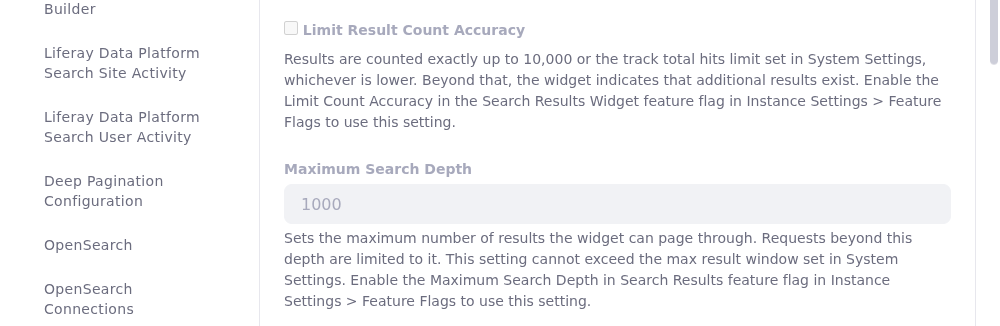 Builder
Liferay Data Platform
Search Site Activity
Liferay Data Platform
Search User Activity
Deep Pagination
Configuration
OpenSearch
OpenSearch
Connections
Limit Result Count Accuracy
Results are counted exactly up to 10,000 or the track total hits limit set in System Settings,
whichever is lower. Beyond that, the widget indicates that additional results exist. Enable the
Limit Count Accuracy in the Search Results Widget feature flag in Instance Settings > Feature
Flags to use this setting.
Maximum Search Depth
1000
Sets the maximum number of results the widget can page through. Requests beyond this
depth are limited to it. This setting cannot exceed the max result window set in System
Settings. Enable the Maximum Search Depth in Search Results feature flag in Instance
Settings > Feature Flags to use this setting.